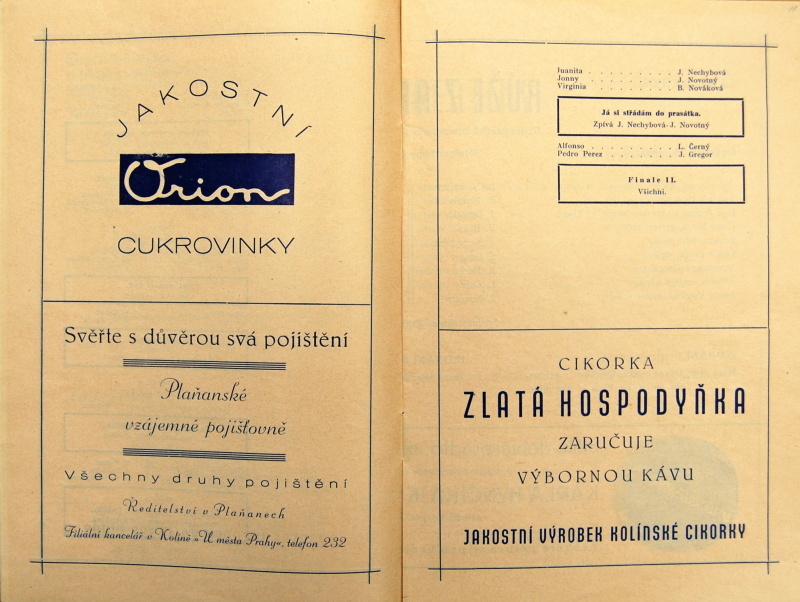 JAKOSTNÍ
Orion
CUKROVINKY
Svěřte s důvěrou svá pojištění
Plaňanské
vzájemné pojišťovně
Všechny druhy pojištění
Ředitelství v Plaňanech
Filiální kancelář v Kolíně »U města Prahy«, telefon 232
Juanita . . . . . . . . . J. Nechybová
Jonny . . . . . . . . . J. Novotný
Virginia . . . . . . . . . B. Nováková
Já si střádám do prasátka.
Zpívá J. Nechybová-J. Novotný
Alfonso . . . . . . . . . L. Černý
Pedro Perez . . . . . . . J. Gregor
Finale II.
Všichni.
CIKORKA
ZLATÁ HOSPODYŇKA
ZARUČUJE
VÝBORNOU KÁVU
JAKOSTNÍ VÝROBEK KOLÍNSKÉ CIKORKY